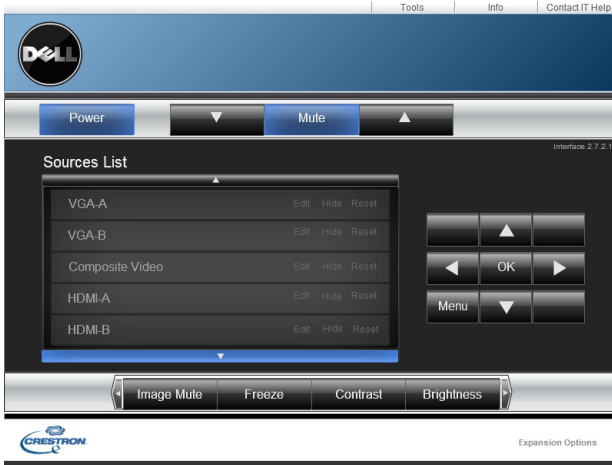 Tools Info Contact IT Help
DELL
Power Mute
Interface 2.7.2.1
Sources List
VGA-A Edit Hide Reset
VGA-B Edit Hide Reset
Composite Video Edit Hide Reset
OK
HDMI-A Edit Hide Reset
Menu
HDMI-B Edit Hide Reset
Image Mute Freeze Contrast Brightness
CRESTRON
Expansion Options